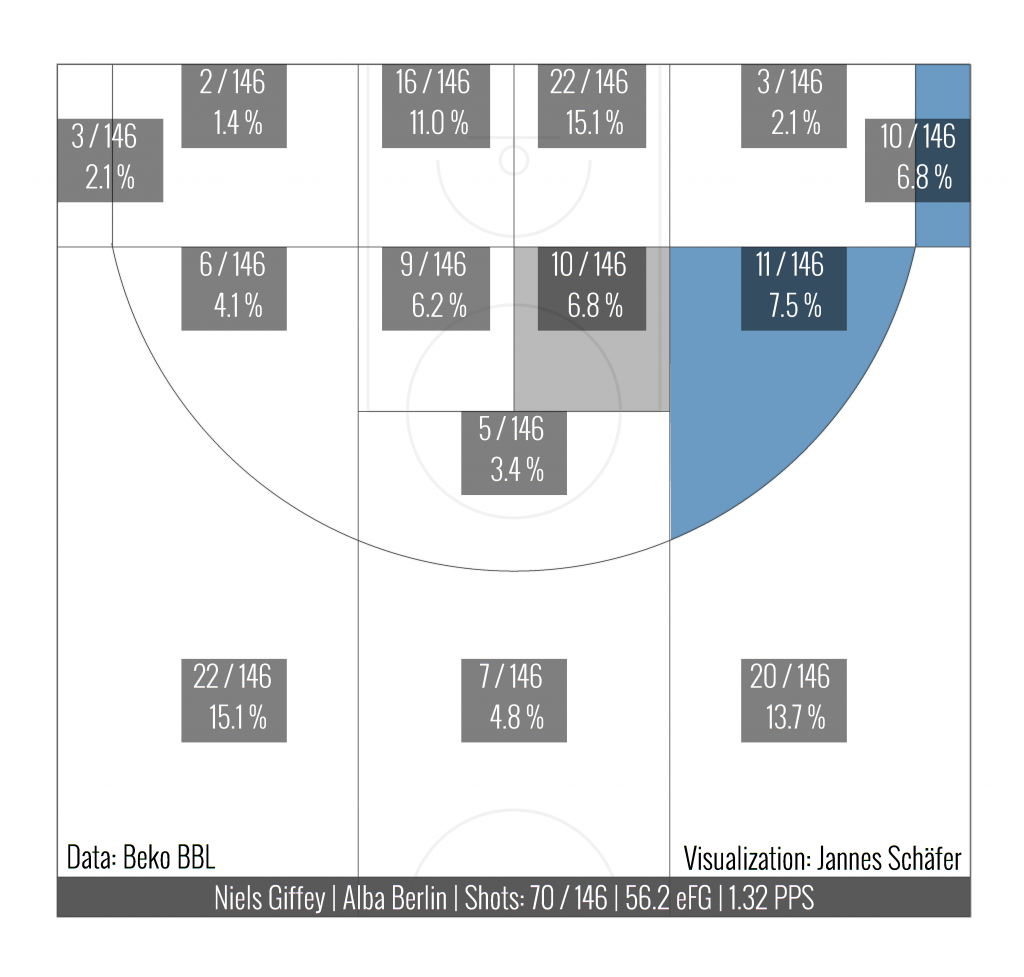 2 / 146
1.4 %
16 / 146
11.0 %
22 / 146
15.1 %
3 / 146
2.1 %
3 / 146
2.1 %
10 / 146
6.8 %
6 / 146
4.1 %
9 / 146
6.2 %
10 / 146
6.8 %
11 / 146
7.5 %
5 / 146
3.4 %
22 / 146
15.1 %
7 / 146
4.8 %
20 / 146
13.7 %
Data: Beko BBL
Visualization: Jannes Schäfer
Niels Giffey | Alba Berlin | Shots: 70 / 146 | 56.2 eFG | 1.32 PPS